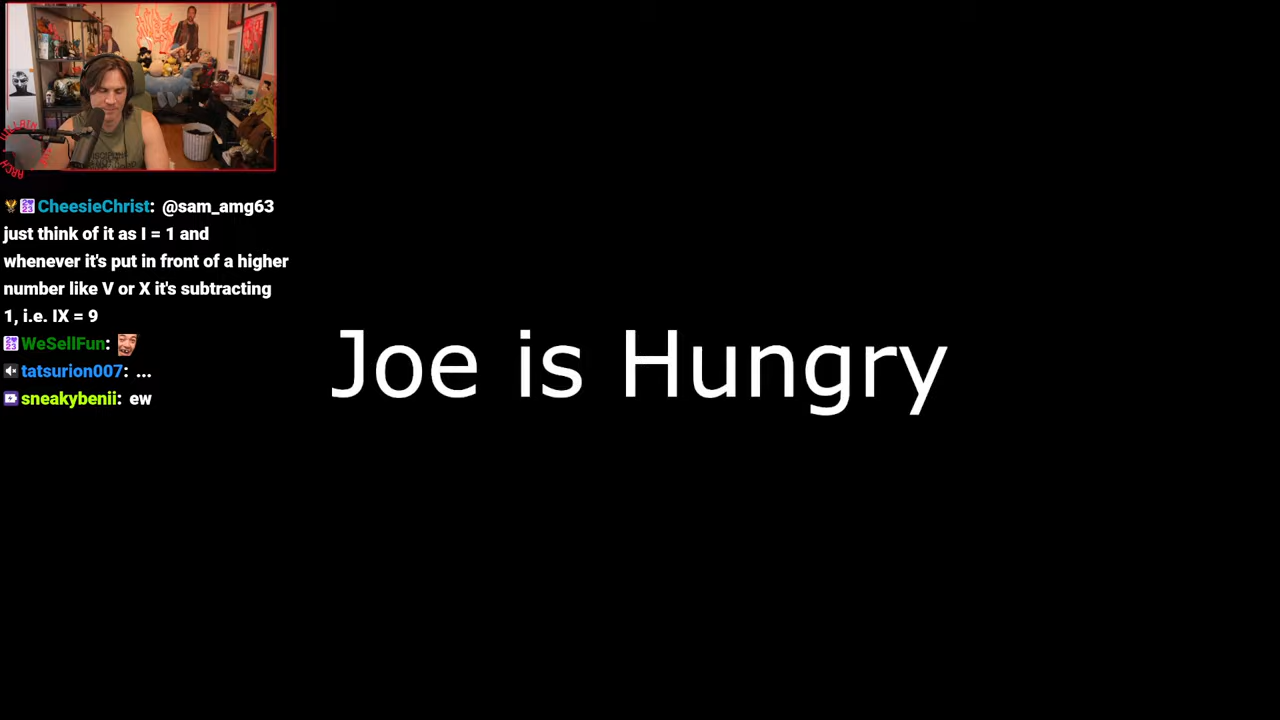 CheesieChrist: @sam_amg63
just think of it as I = 1 and
whenever it's put in front of a higher
number like V or X it's subtracting
1, i.e. IX = 9
WeSellFun:
tatsurion007: ...
sneakybenii: ew
Joe is Hungry